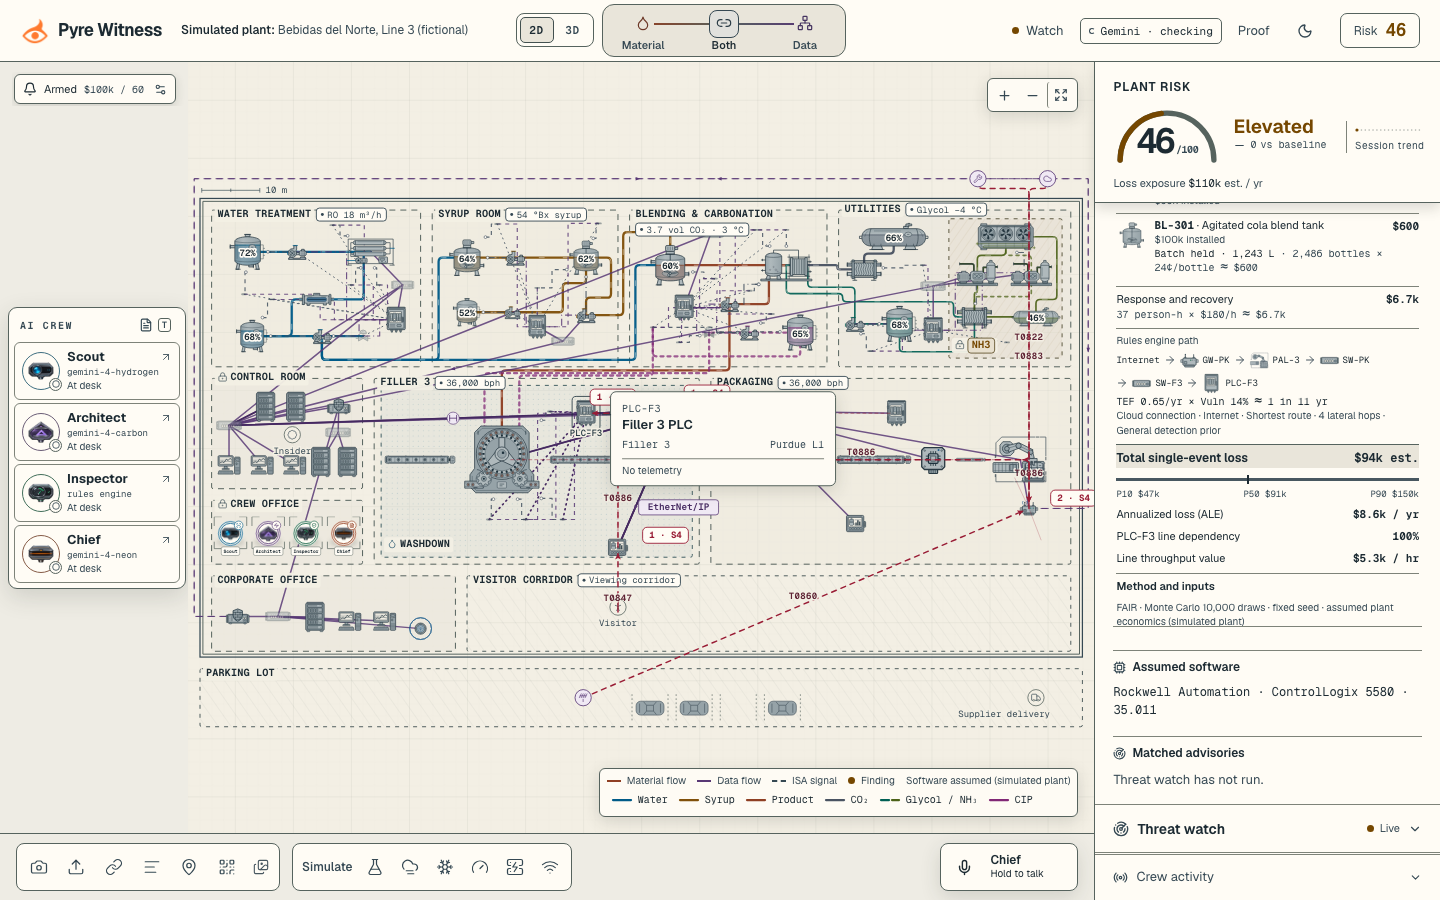 Pyre Witness
Simulated plant: Bebidas del Norte, Line 3 (fictional)
2D 3D
Material Both Data
Watch
C Gemini · checking
Proof
Risk 46
Armed $100k / 60
10 m
WATER TREATMENT • RO 18 m³/h
SYRUP ROOM • 54 °Bx syrup
BLENDING & CARBONATION
• 3.7 vol CO₂ · 3 °C
UTILITIES • Glycol −4 °C
72%
64%
62%
60%
66%
68%
52%
65%
68%
46%
NH3
T0822
T0883
AI CREW T
Scout
gemini-4-hydrogen
At desk
Architect
gemini-4-carbon
At desk
Inspector
rules engine
At desk
Chief
gemini-4-neon
At desk
CONTROL ROOM
Insider
FILLER 3 • 36,000 bph
PACKAGING • 36,000 bph
1
PLC-F3
PLC-F3
Filler 3 PLC
Filler 3 Purdue L1
No telemetry
T0886
T0886
T0886
EtherNet/IP
1 · S4
2 · S4
WASHDOWN
CREW OFFICE
Scout Architect Inspector Chief
CORPORATE OFFICE
VISITOR CORRIDOR • Viewing corridor
T0847
Visitor
T0860
PARKING LOT
Supplier delivery
Material flow Data flow ISA signal Finding Software assumed (simulated plant)
Water Syrup Product CO₂ Glycol / NH₃ CIP
Simulate
Chief
Hold to talk
PLANT RISK
46/100
Elevated
— 0 vs baseline
Session trend
Loss exposure $110k est. / yr
BL-301 · Agitated cola blend tank $600
$100k installed
Batch held · 1,243 L · 2,486 bottles ×
24¢/bottle ≈ $600
Response and recovery $6.7k
37 person-h × $180/h ≈ $6.7k
Rules engine path
Internet → GW-PK → PAL-3 → SW-PK
→ SW-F3 → PLC-F3
TEF 0.65/yr × Vuln 14% ≈ 1 in 11 yr
Cloud connection · Internet · Shortest route · 4 lateral hops ·
General detection prior
Total single-event loss $94k est.
P10 $47k P50 $91k P90 $150k
Annualized loss (ALE) $8.6k / yr
PLC-F3 line dependency 100%
Line throughput value $5.3k / hr
Method and inputs
FAIR · Monte Carlo 10,000 draws · fixed seed · assumed plant
economics (simulated plant)
Assumed software
Rockwell Automation · ControlLogix 5580 ·
35.011
Matched advisories
Threat watch has not run.
Threat watch Live
Crew activity